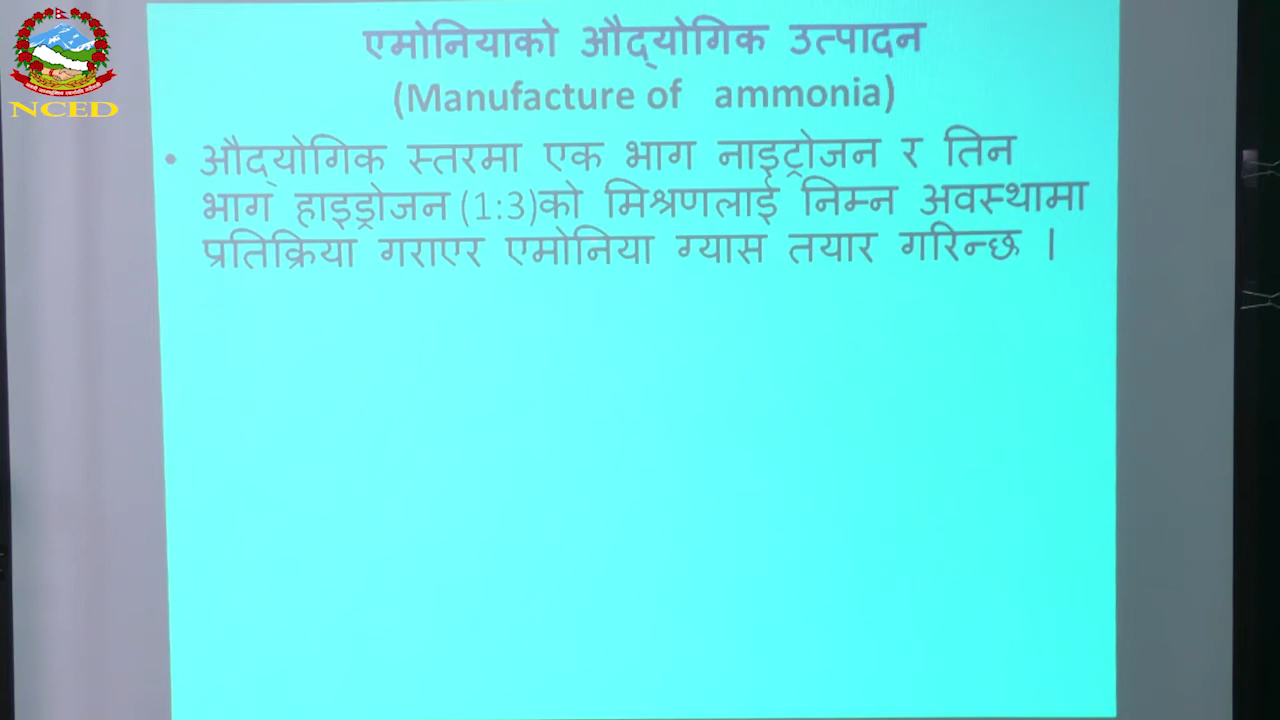 NCED
एमोनियाको औद्योगिक उत्पादन
(Manufacture of ammonia)
• औद्योगिक स्तरमा एक भाग नाइट्रोजन र तिन
भाग हाइड्रोजन (1:3)को मिश्रणलाई निम्न अवस्थामा
प्रतिक्रिया गराएर एमोनिया ग्यास तयार गरिन्छ ।